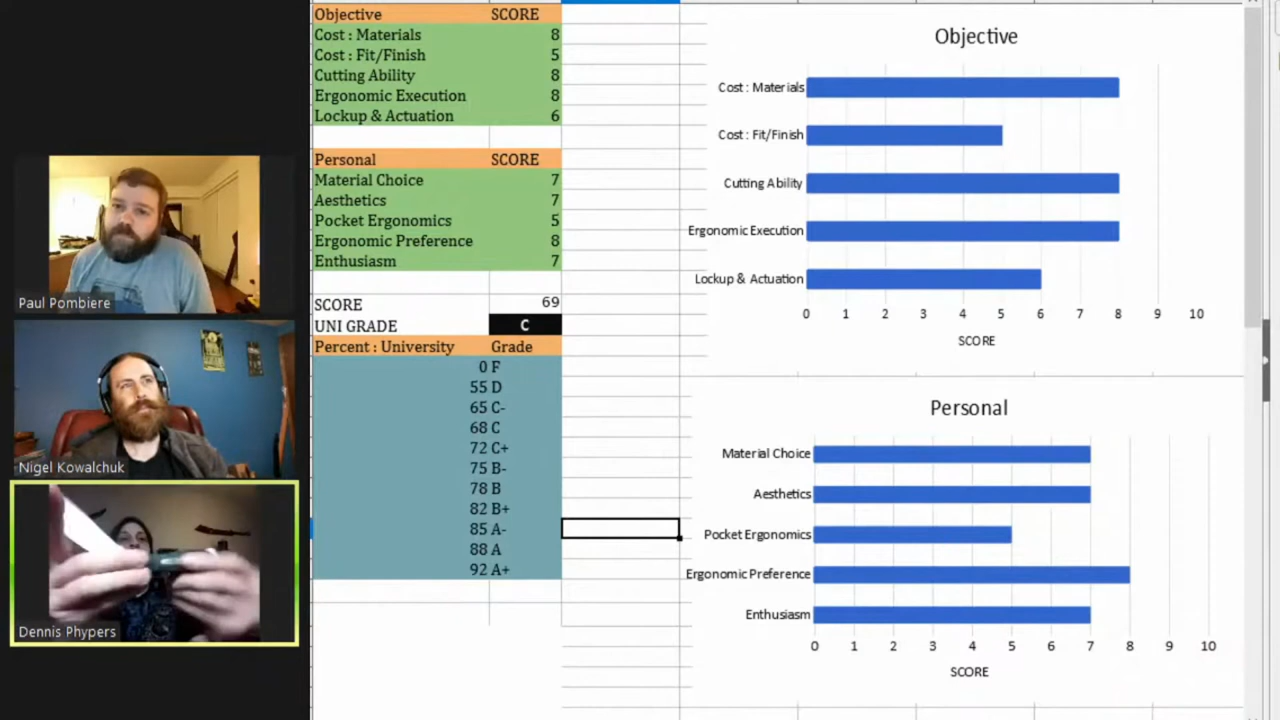 Objective SCORE
Cost : Materials 8
Cost : Fit/Finish 5
Cutting Ability 8
Ergonomic Execution 8
Lockup & Actuation 6
Personal SCORE
Material Choice 7
Aesthetics 7
Pocket Ergonomics 5
Ergonomic Preference 8
Enthusiasm 7
SCORE 69
UNI GRADE C
Percent : University Grade
0 F
55 D
65 C-
68 C
72 C+
75 B-
78 B
82 B+
85 A-
88 A
92 A+
Objective
Cost : Materials
Cost : Fit/Finish
Cutting Ability
Ergonomic Execution
Lockup & Actuation
0 1 2 3 4 5 6 7 8 9 10
SCORE
Personal
Material Choice
Aesthetics
Pocket Ergonomics
Ergonomic Preference
Enthusiasm
0 1 2 3 4 5 6 7 8 9 10
SCORE
Paul Pombiere
Nigel Kowalchuk
Dennis Phypers